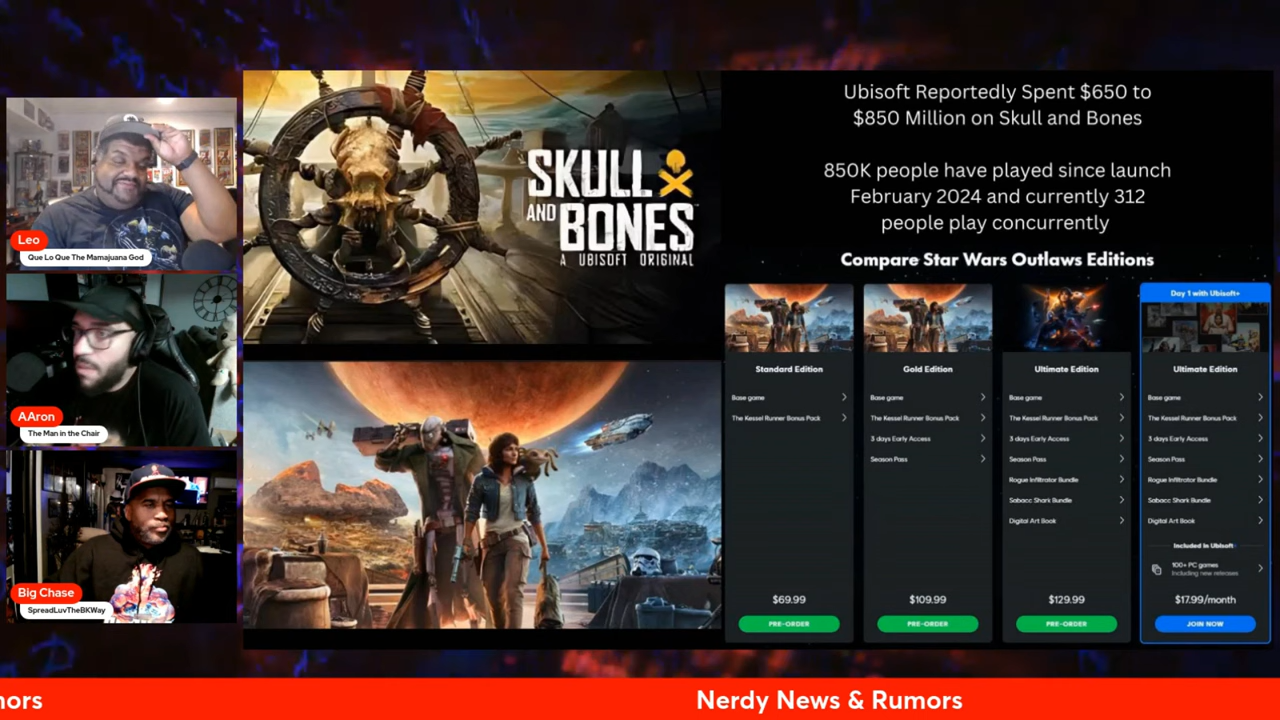 Leo
Que Lo Que The Mamajuana God
AAron
The Man in the Chair
Big Chase
SpreadLuvTheBKWay
SKULL
AND BONES
A UBISOFT ORIGINAL
Ubisoft Reportedly Spent $650 to
$850 Million on Skull and Bones
850K people have played since launch
February 2024 and currently 312
people play concurrently
Compare Star Wars Outlaws Editions
Standard Edition
Base game
The Kessel Runner Bonus Pack
$69.99
PRE-ORDER
Gold Edition
Base game
The Kessel Runner Bonus Pack
3 days Early Access
Season Pass
$109.99
PRE-ORDER
Ultimate Edition
Base game
The Kessel Runner Bonus Pack
3 days Early Access
Season Pass
Rogue Infiltrator Bundle
Sabacc Shark Bundle
Digital Art Book
$129.99
PRE-ORDER
Day 1 with Ubisoft+
Ultimate Edition
Base game
The Kessel Runner Bonus Pack
3 days Early Access
Season Pass
Rogue Infiltrator Bundle
Sabacc Shark Bundle
Digital Art Book
Included in Ubisoft+
100+ PC games
Including new releases
$17.99/month
JOIN NOW
mors
Nerdy News & Rumors